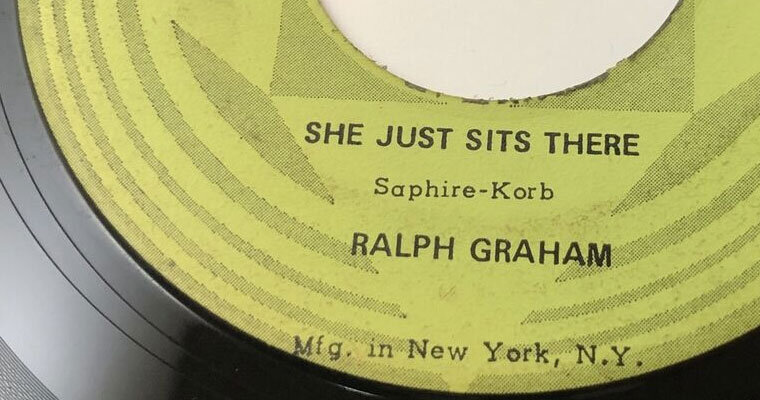 SHE JUST SITS THERE
Saphire-Korb
RALPH GRAHAM
Mfg. in New York, N.Y.